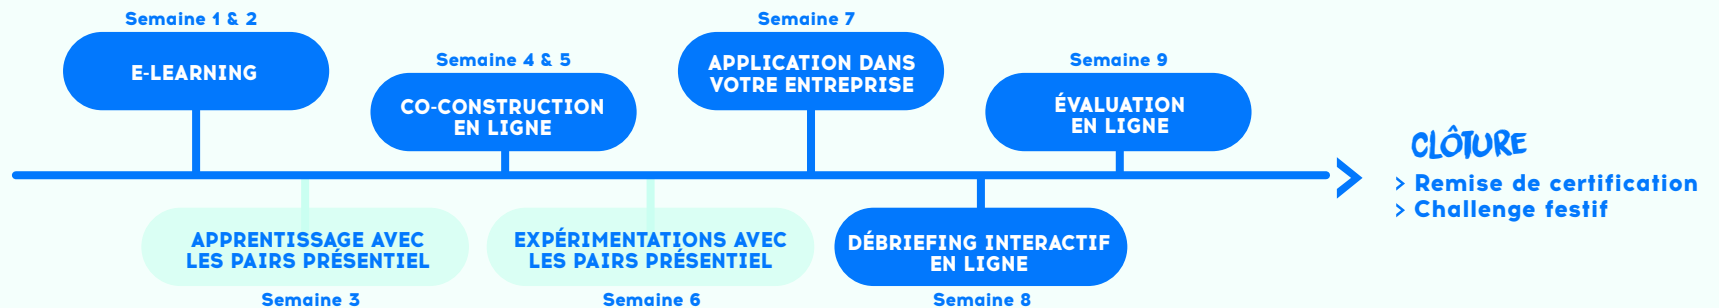 Semaine 1 & 2
E-LEARNING
Semaine 3
APPRENTISSAGE AVEC
LES PAIRS PRÉSENTIEL
Semaine 4 & 5
CO-CONSTRUCTION
EN LIGNE
Semaine 6
EXPÉRIMENTATIONS AVEC
LES PAIRS PRÉSENTIEL
Semaine 7
APPLICATION DANS
VOTRE ENTREPRISE
Semaine 8
DÉBRIEFING INTERACTIF
EN LIGNE
Semaine 9
ÉVALUATION
EN LIGNE
CLÔTURE
> Remise de certification
> Challenge festif